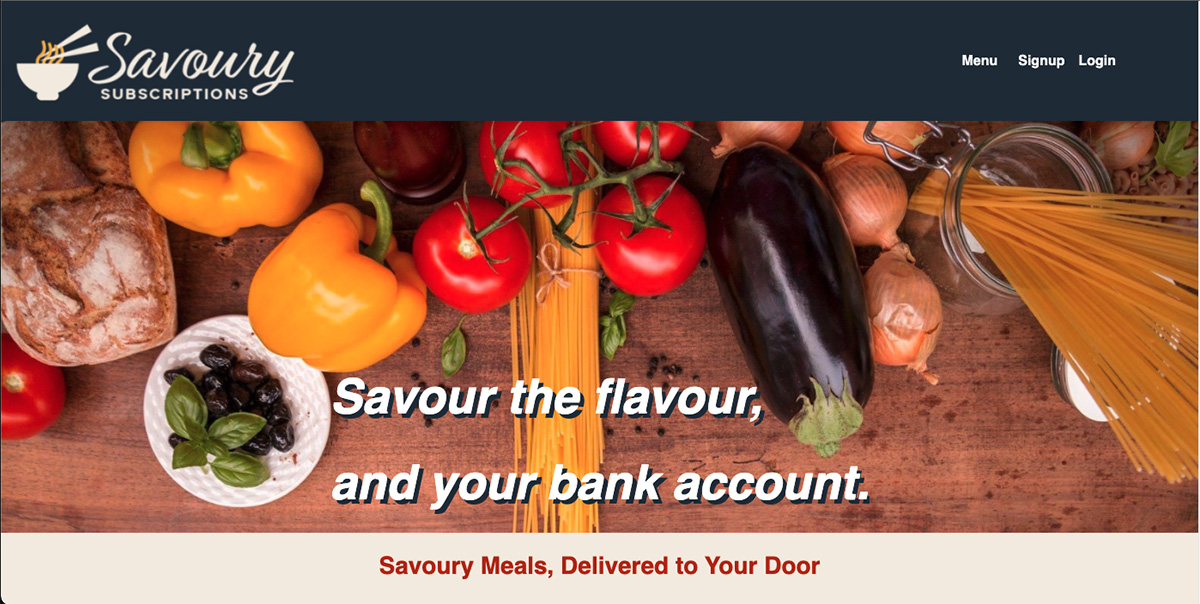 Savoury
SUBSCRIPTIONS
Menu Signup Login
Savour the flavour,
and your bank account.
Savoury Meals, Delivered to Your Door